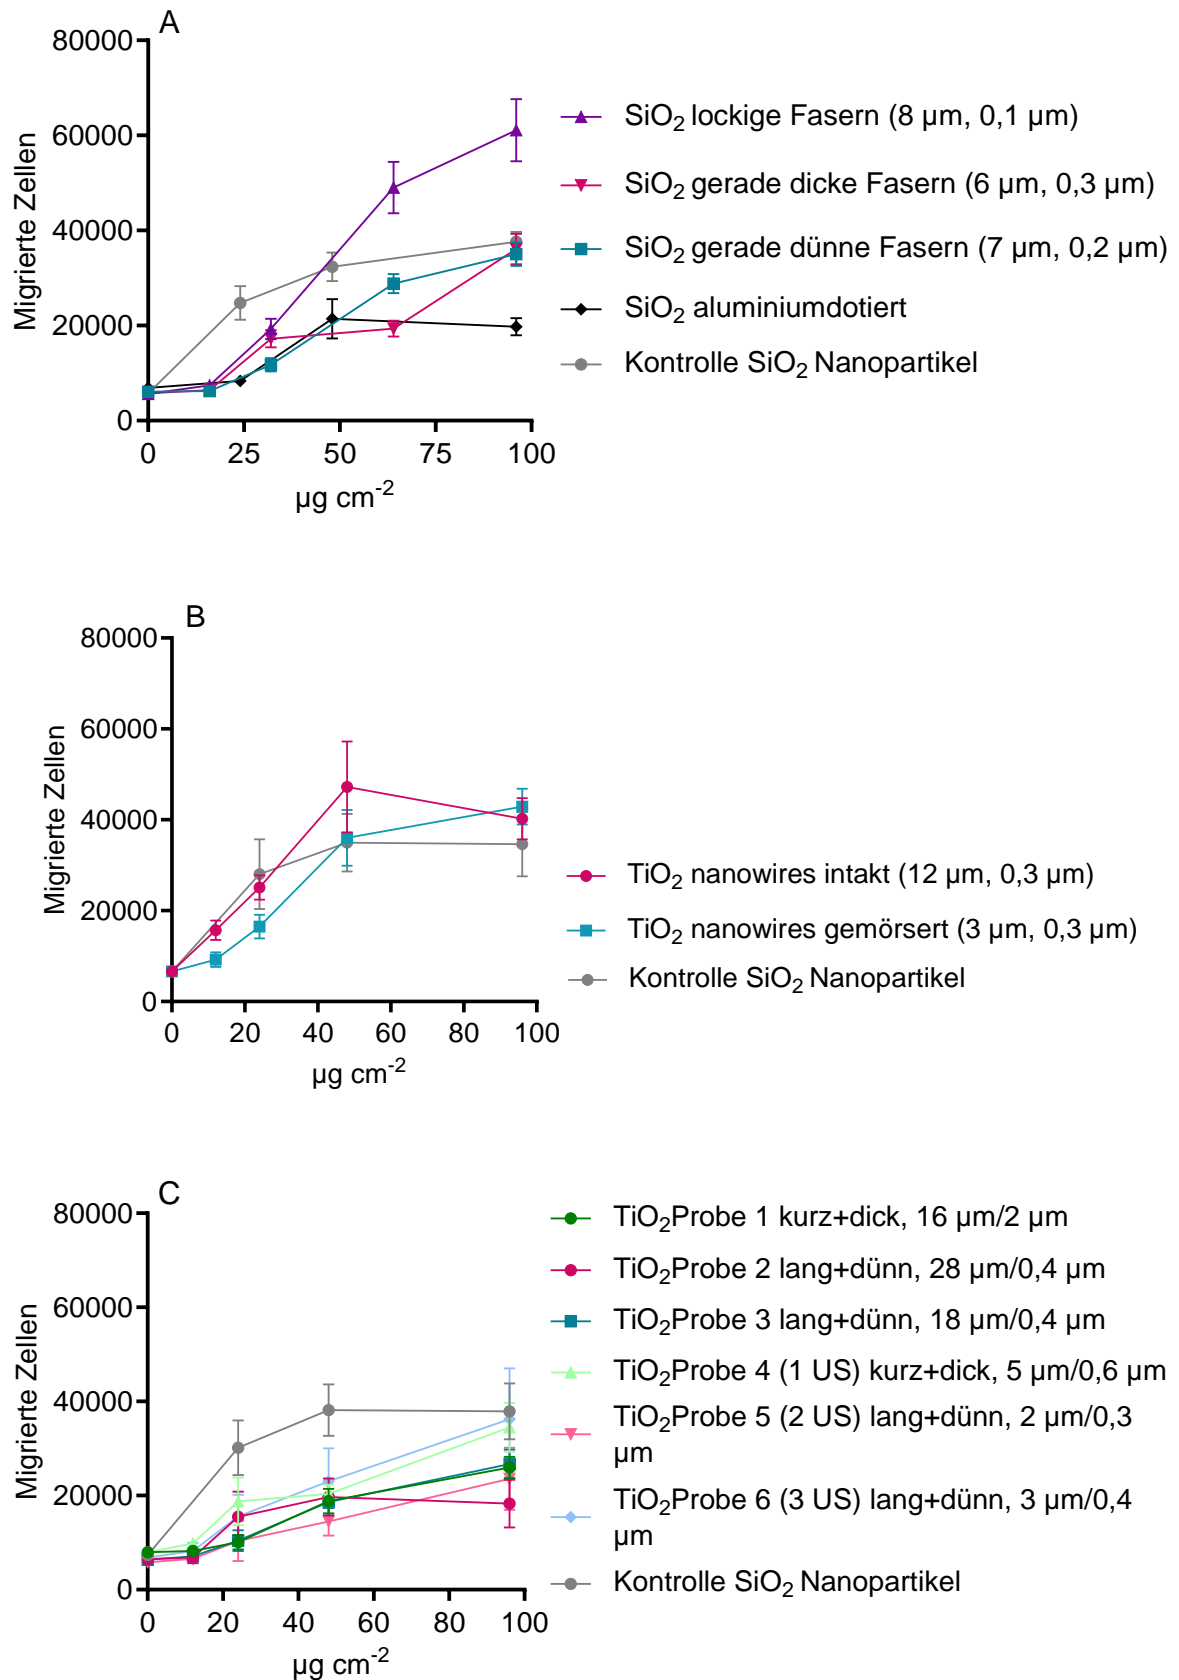 A
80000
60000
40000
20000
0
Migrierte Zellen
0 25 50 75 100
µg cm-2
SiO2 lockige Fasern (8 µm, 0,1 µm)
SiO2 gerade dicke Fasern (6 µm, 0,3 µm)
SiO2 gerade dünne Fasern (7 µm, 0,2 µm)
SiO2 aluminiumdotiert
Kontrolle SiO2 Nanopartikel
B
80000
60000
40000
20000
0
Migrierte Zellen
0 20 40 60 80 100
µg cm-2
TiO2 nanowires intakt (12 µm, 0,3 µm)
TiO2 nanowires gemörsert (3 µm, 0,3 µm)
Kontrolle SiO2 Nanopartikel
C
80000
60000
40000
20000
0
Migrierte Zellen
0 20 40 60 80 100
µg cm-2
TiO2Probe 1 kurz+dick, 16 µm/2 µm
TiO2Probe 2 lang+dünn, 28 µm/0,4 µm
TiO2Probe 3 lang+dünn, 18 µm/0,4 µm
TiO2Probe 4 (1 US) kurz+dick, 5 µm/0,6 µm
TiO2Probe 5 (2 US) lang+dünn, 2 µm/0,3
µm
TiO2Probe 6 (3 US) lang+dünn, 3 µm/0,4
µm
Kontrolle SiO2 Nanopartikel